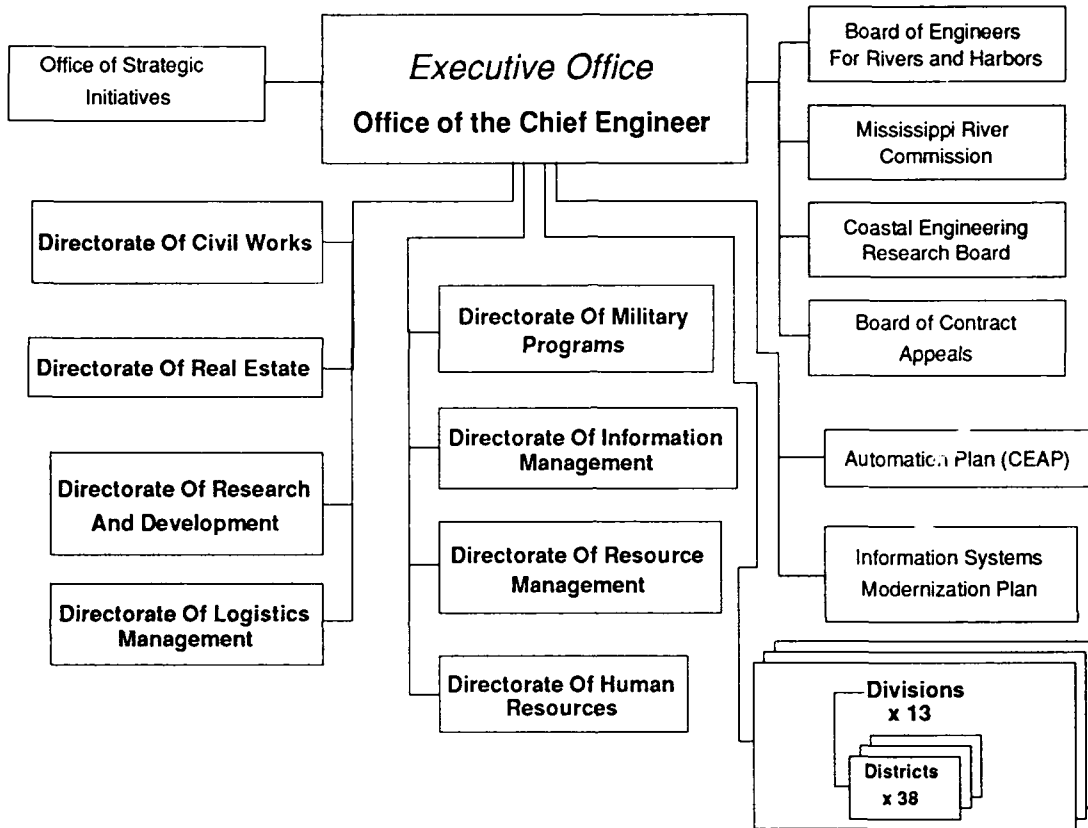 Office of Strategic
Initiatives
Executive Office
Office of the Chief Engineer
Board of Engineers
For Rivers and Harbors
Mississippi River
Commission
Coastal Engineering
Research Board
Board of Contract
Appeals
Directorate Of Civil Works
Directorate Of Real Estate
Directorate Of Research
And Development
Directorate Of Logistics
Management
Directorate Of Military
Programs
Directorate Of Information
Management
Directorate Of Resource
Management
Directorate Of Human
Resources
Automation Plan (CEAP)
Information Systems
Modernization Plan
Divisions
x 13
Districts
x 38